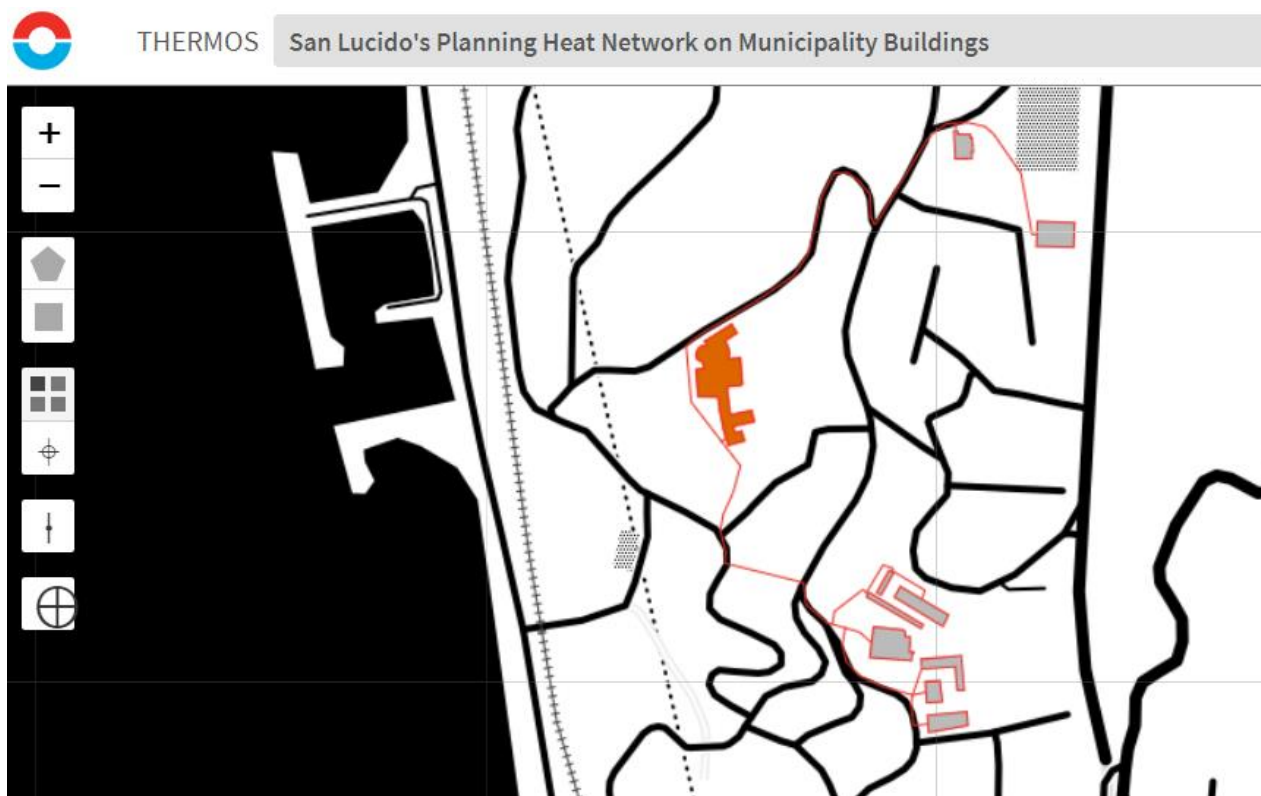 THERMOS San Lucido's Planning Heat Network on Municipality Buildings
+
−